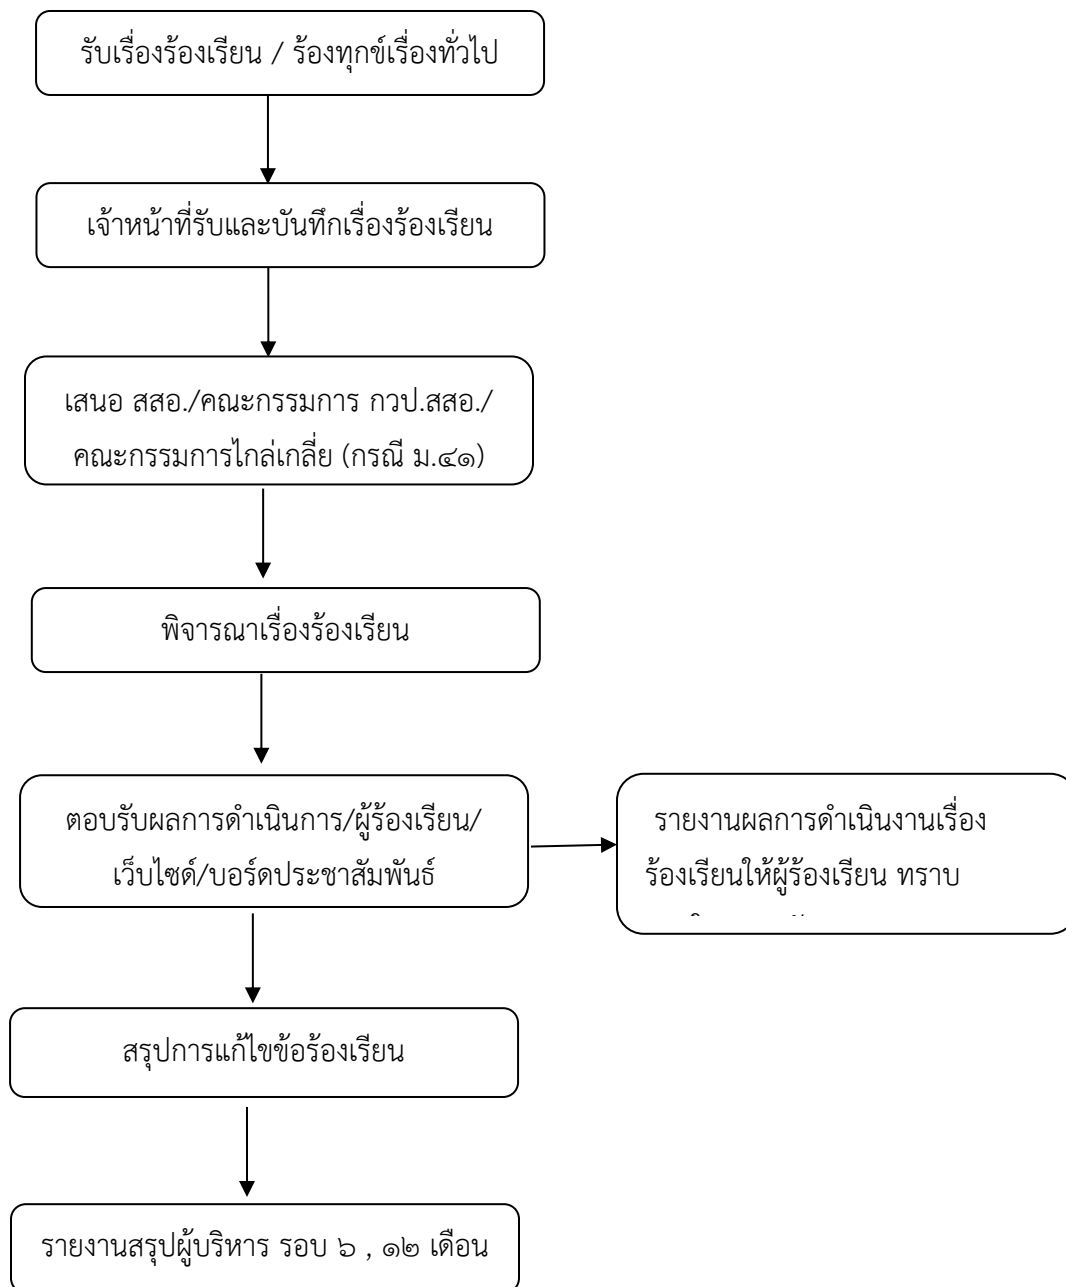 รับเรื่องร้องเรียน / ร้องทุกข์เรื่องทั่วไป
เจ้าหน้าที่รับและบันทึกเรื่องร้องเรียน
เสนอ สสอ./คณะกรรมการ กวป.สสอ./
คณะกรรมการไกล่เกลี่ย (กรณี ม.๔๑)
พิจารณาเรื่องร้องเรียน
ตอบรับผลการดำเนินการ/ผู้ร้องเรียน/
เว็บไซด์/บอร์ดประชาสัมพันธ์
รายงานผลการดำเนินงานเรื่อง
ร้องเรียนให้ผู้ร้องเรียน ทราบ
สรุปการแก้ไขข้อร้องเรียน
รายงานสรุปผู้บริหาร รอบ ๖ , ๑๒ เดือน